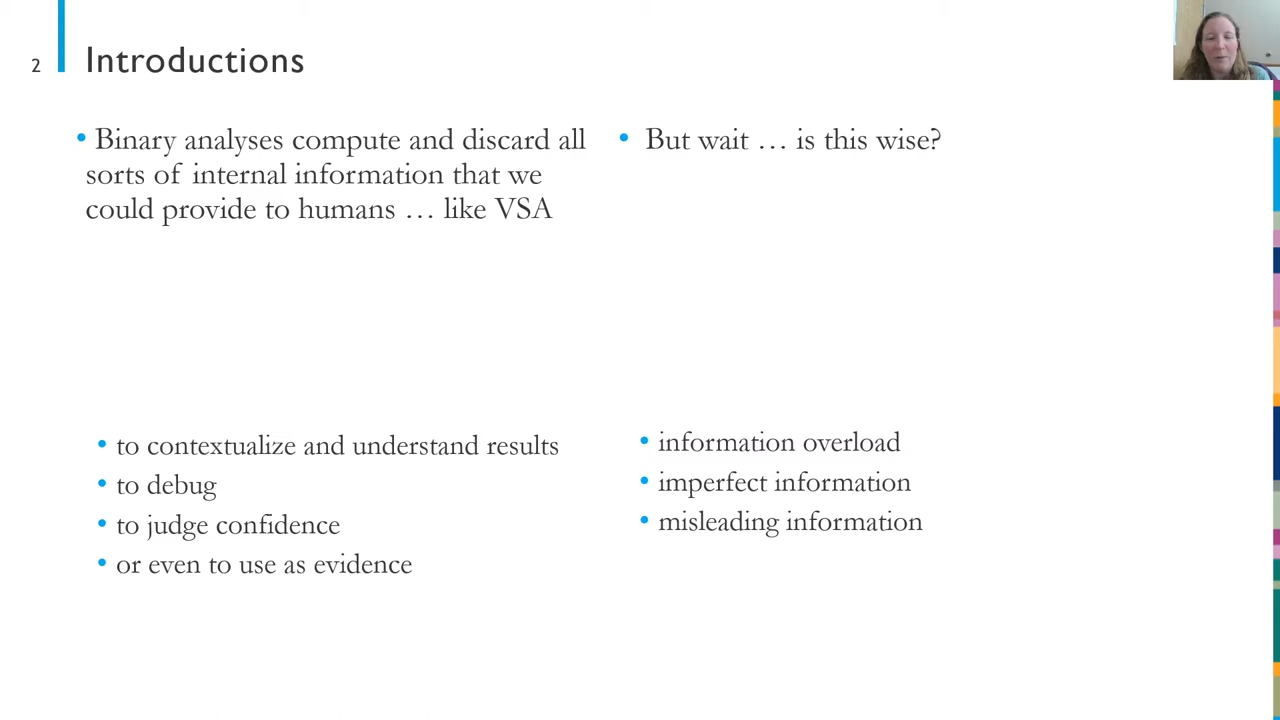 2
Introductions
• Binary analyses compute and discard all
sorts of internal information that we
could provide to humans … like VSA
• to contextualize and understand results
• to debug
• to judge confidence
• or even to use as evidence
• But wait … is this wise?
• information overload
• imperfect information
• misleading information